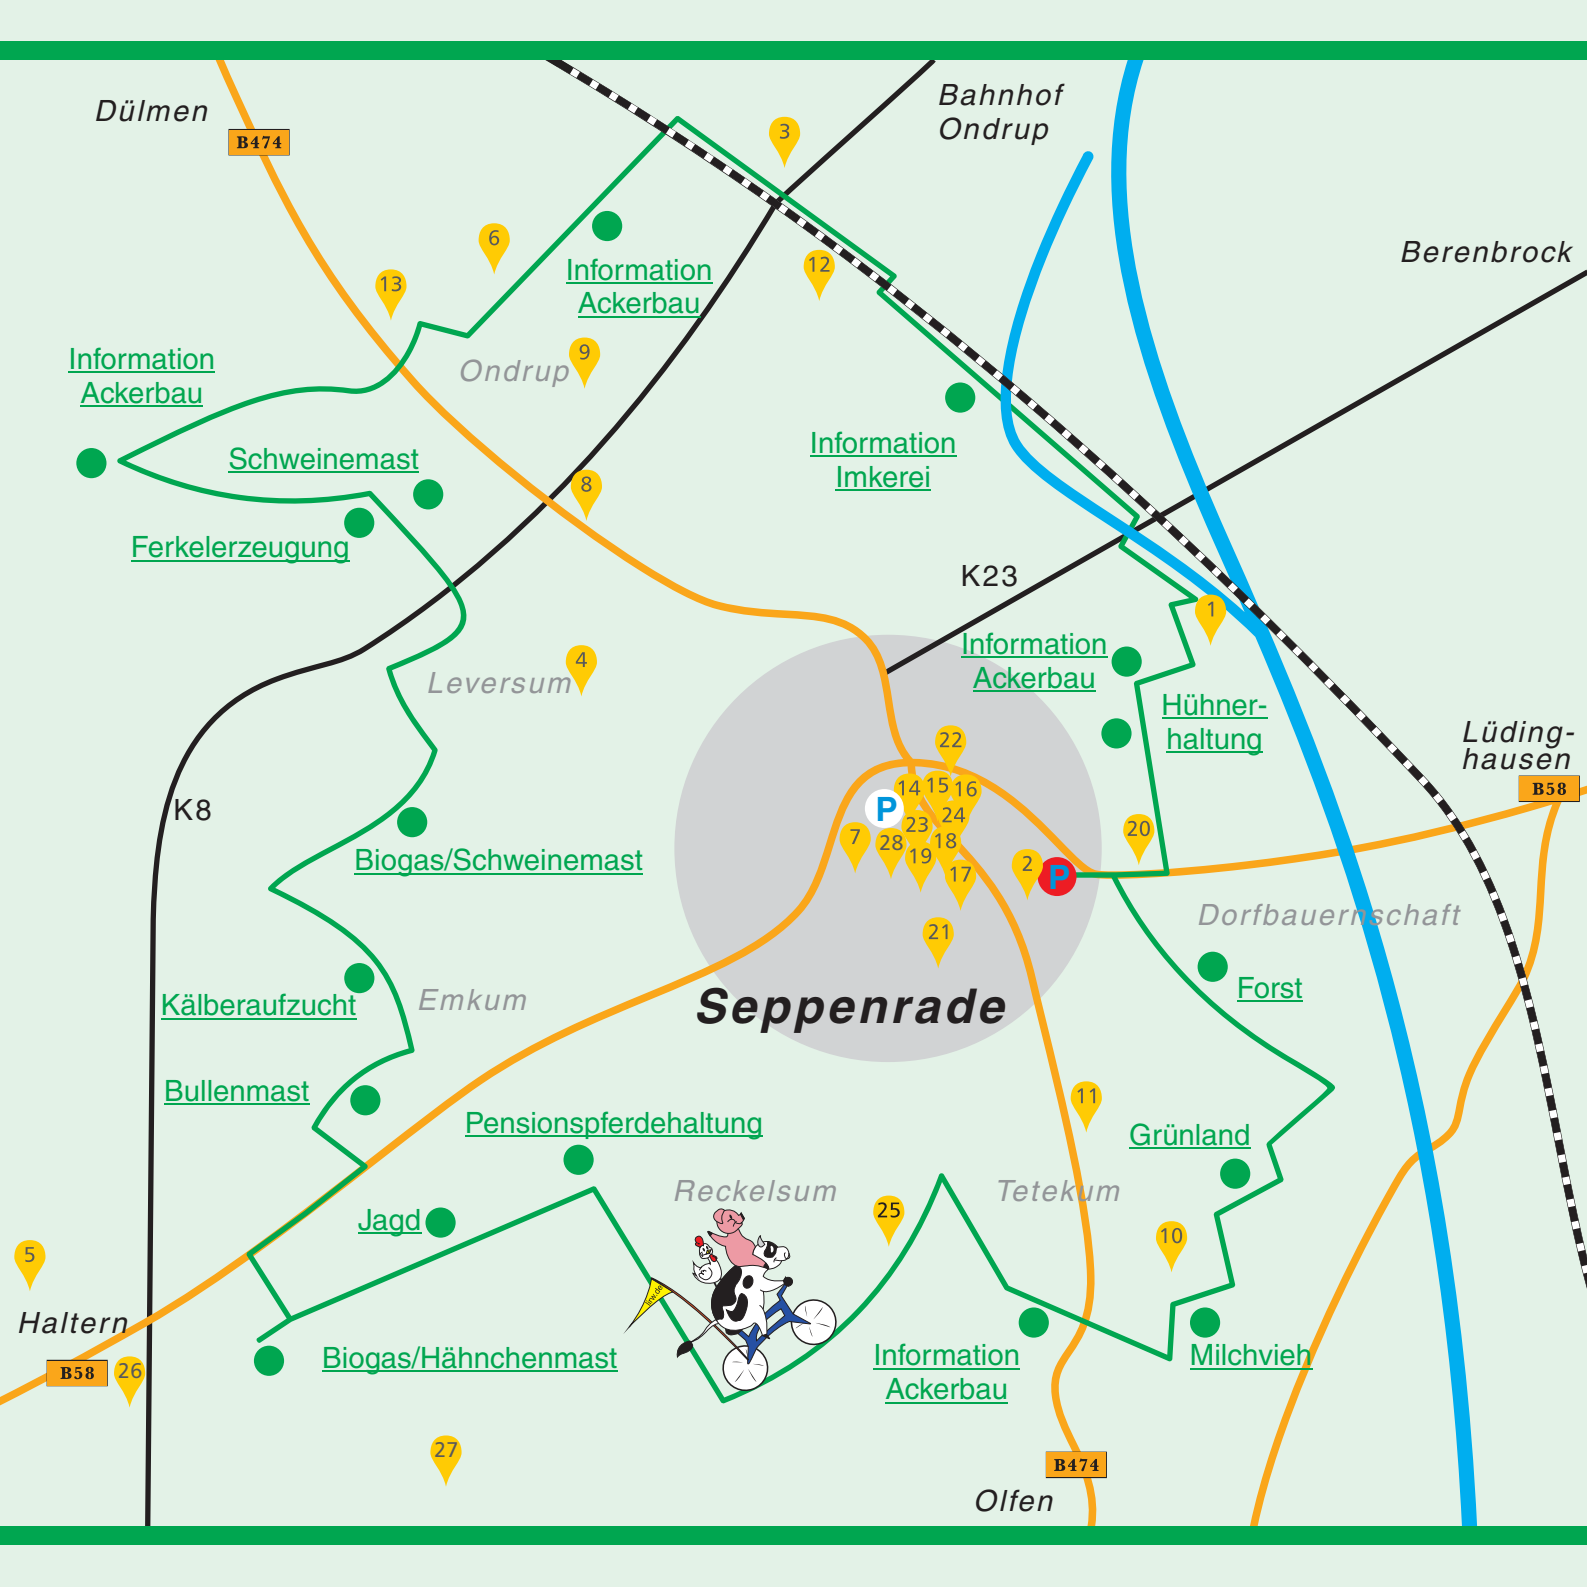 Dülmen
B474
Bahnhof
Ondrup
3
6
12
13
Information
Ackerbau
Berenbrock
Ondrup
9
Information
Ackerbau
Schweinemast
Information
Imkerei
8
Ferkelerzeugung
K23
1
Information
Ackerbau
Leversum
4
Hühner-
haltung
Lüding-
hausen
B58
22
K8
14
15
16
P
24
23
7
28
18
19
20
17
2
P
Biogas/Schweinemast
21
Dorfbauernschaft
Forst
Seppenrade
Kälberaufzucht
Emkum
Bullenmast
11
Pensionspferdehaltung
Grünland
Reckelsum
Tetekum
25
Jagd
10
5
Haltern
B58
26
Biogas/Hähnchenmast
Information
Ackerbau
Milchvieh
27
B474
Olfen